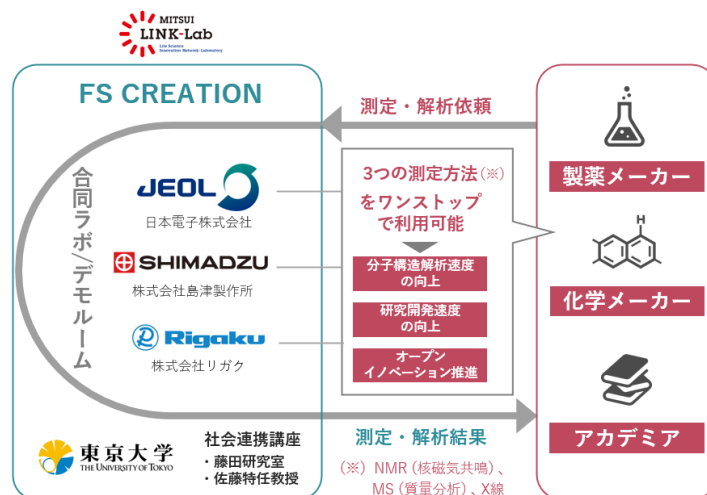 MITSUI
LINK-Lab
Life Science
Innovation Network Laboratory
FS CREATION
測定・解析依頼
合同ラボ/デモルーム
JEOL
日本電子株式会社
SHIMADZU
株式会社島津製作所
Rigaku
株式会社リガク
3つの測定方法(※)
をワンストップ
で利用可能
分子構造解析速度
の向上
研究開発速度
の向上
オープン
イノベーション推進
製薬メーカー
H
化学メーカー
アカデミア
東京大学
THE UNIVERSITY OF TOKYO
社会連携講座
・藤田研究室
・佐藤特任教授
測定・解析結果
(※) NMR(核磁気共鳴)、
MS(質量分析)、X線